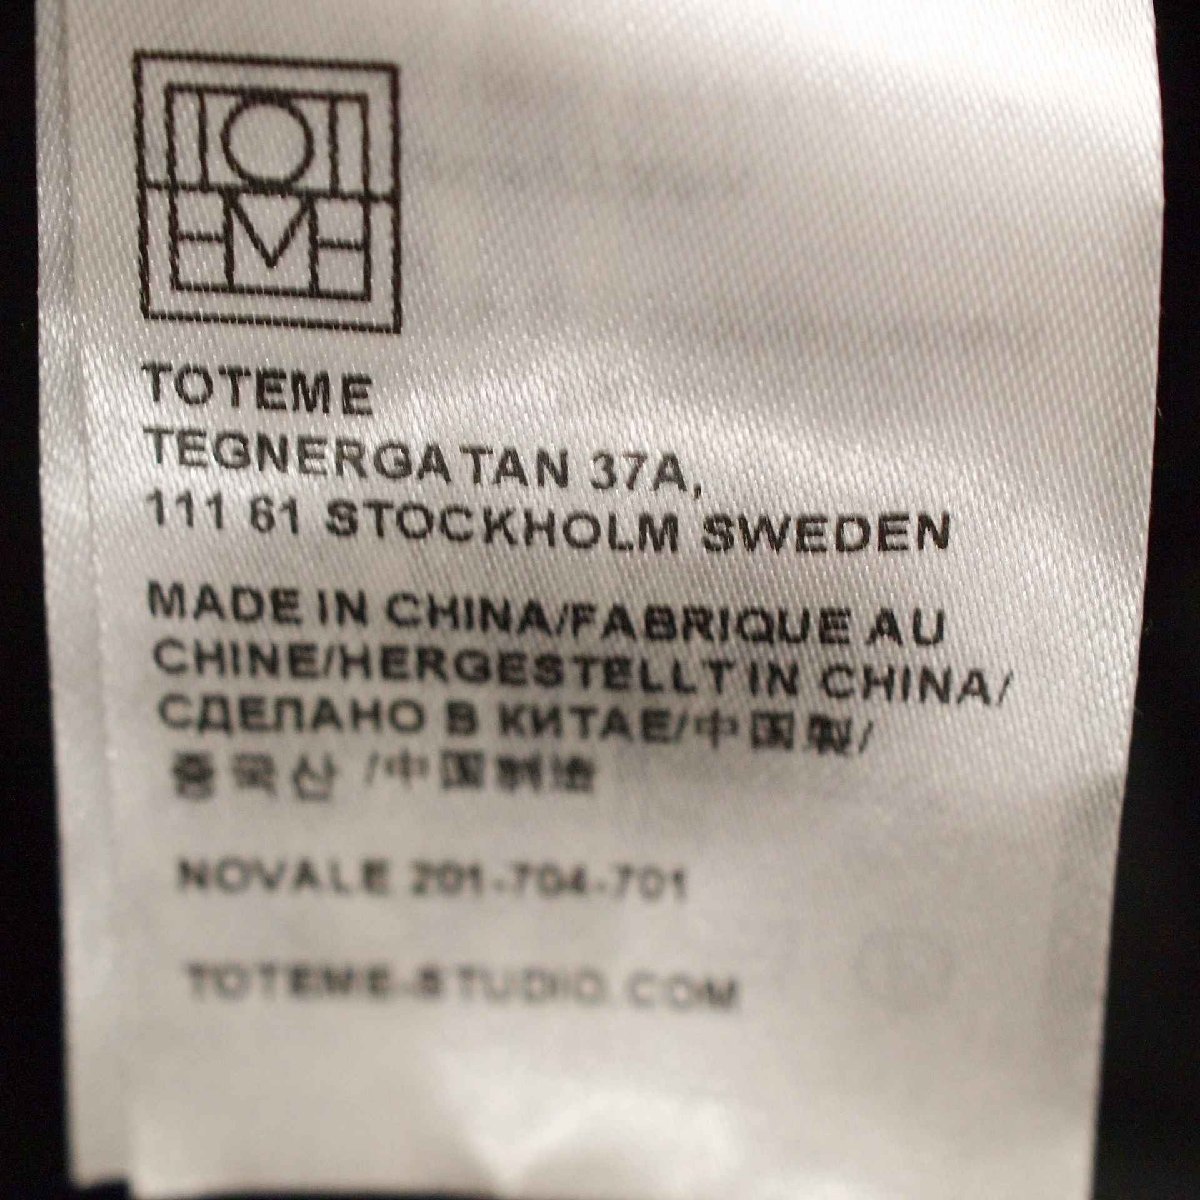 TOTEME
TOTEME
TEGNERGATAN 37A,
111 61 STOCKHOLM SWEDEN
MADE IN CHINA/FABRIQUE AU
CHINE/HERGESTELLT IN CHINA/
СДЕЛАНО В КИТАЕ/中国製/
중국산 /中国制造
NOVALE 201-704-701
TOTEME-STUDIO.COM